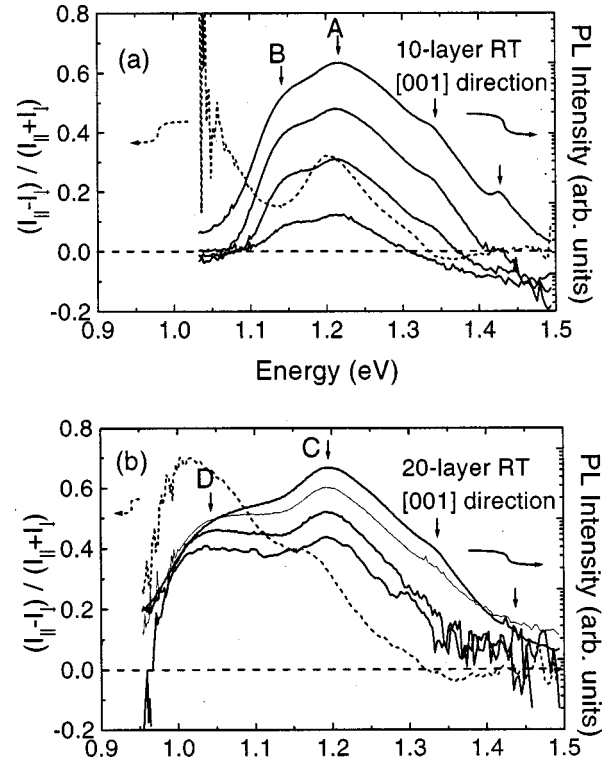 (a)
B
A
10-layer RT
[001] direction
0.8
0.6
0.4
0.2
0.0
-0.2
(I|| - I⊥) / (I|| + I⊥)
PL Intensity (arb. units)
0.9 1.0 1.1 1.2 1.3 1.4 1.5
Energy (eV)
(b)
D
C
20-layer RT
[001] direction
0.8
0.6
0.4
0.2
0.0
-0.2
(I|| - I⊥) / (I|| + I⊥)
PL Intensity (arb. units)
0.9 1.0 1.1 1.2 1.3 1.4 1.5